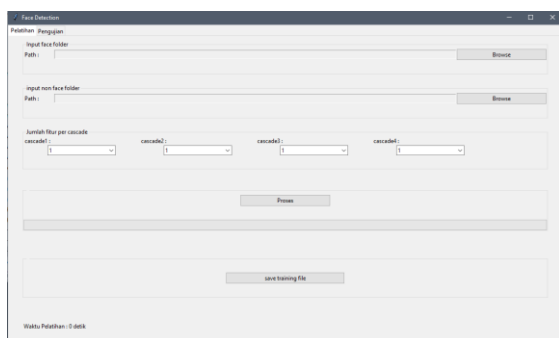 Face Detection
Pelatihan Pengujian
Input face folder
Path : Browse
input non face folder
Path : Browse
Jumlah fitur per cascade
cascade1 : cascade2 : cascade3 : cascade4 :
1 1 1 1
Proses
save training file
Waktu Pelatihan : 0 detik